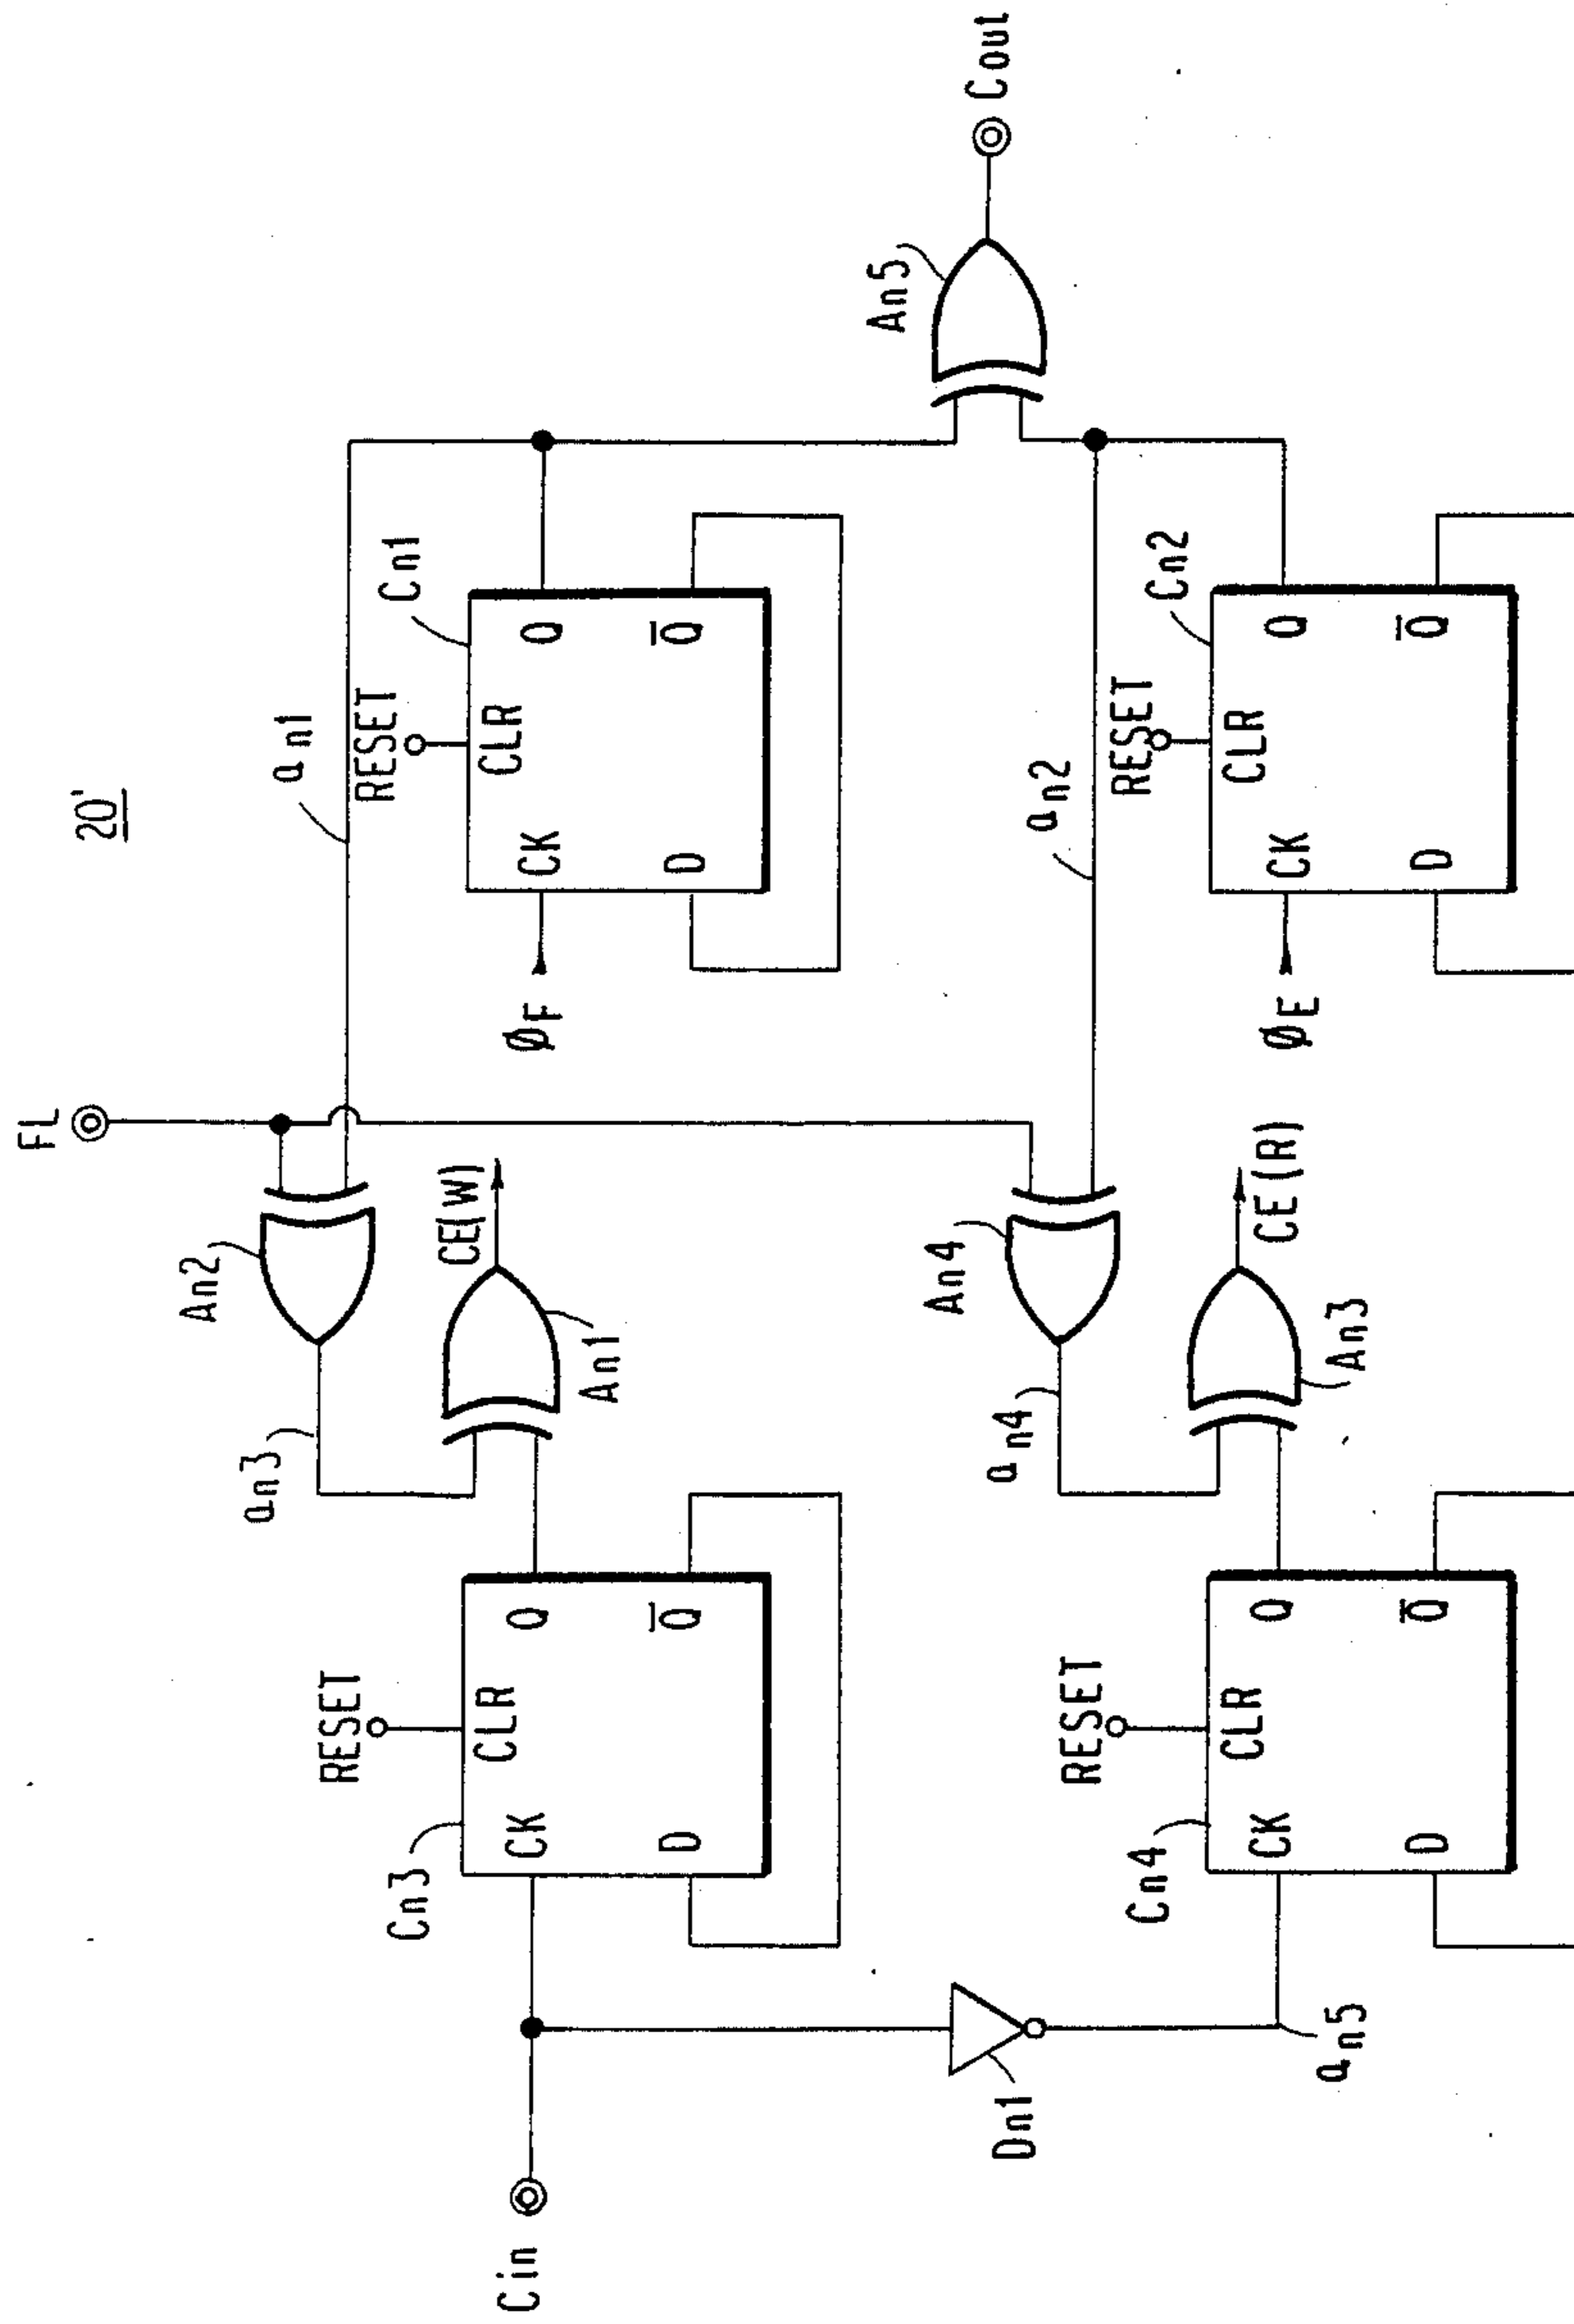 20'
FL
Cin
Cn3
RESET
CK
CLR
Q
D
Q̅
an3
An2
An1
CE(W)
an1
RESET
Cn1
ØF
CK
CLR
Q
D
Q̅
An5
Cout
Dn1
an5
Cn4
RESET
CK
CLR
Q
D
Q̅
an4
An4
An3
CE(R)
an2
RESET
Cn2
ØE
CK
CLR
Q
D
Q̅